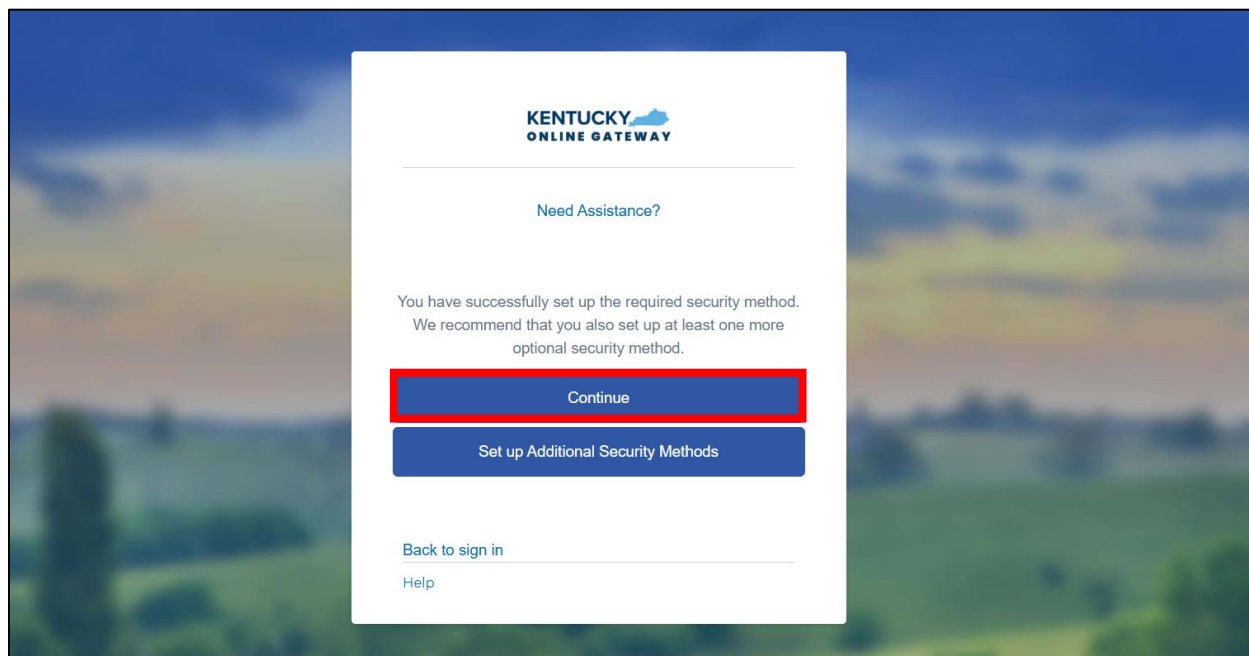 KENTUCKY
ONLINE GATEWAY
Need Assistance?
You have successfully set up the required security method.
We recommend that you also set up at least one more
optional security method.
Continue
Set up Additional Security Methods
Back to sign in
Help